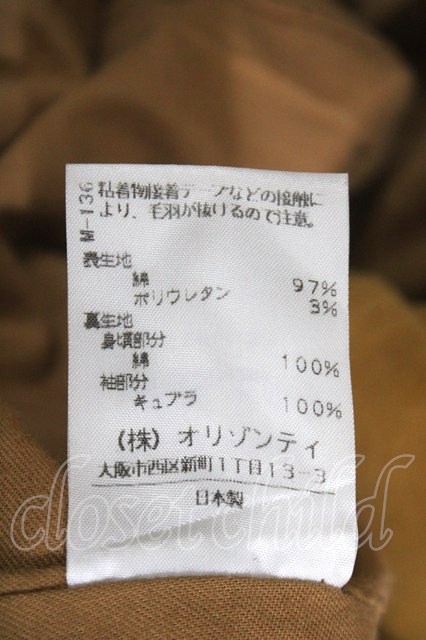 M-136
粘着物接着テープなどの接触に
より、毛羽が抜けるので注意。
表生地
綿 97%
ポリウレタン 3%
裏生地
身頃部分
綿 100%
袖部分
キュプラ 100%
(株) オリゾンティ
大阪市西区新町1丁目13-3
日本製
closet child